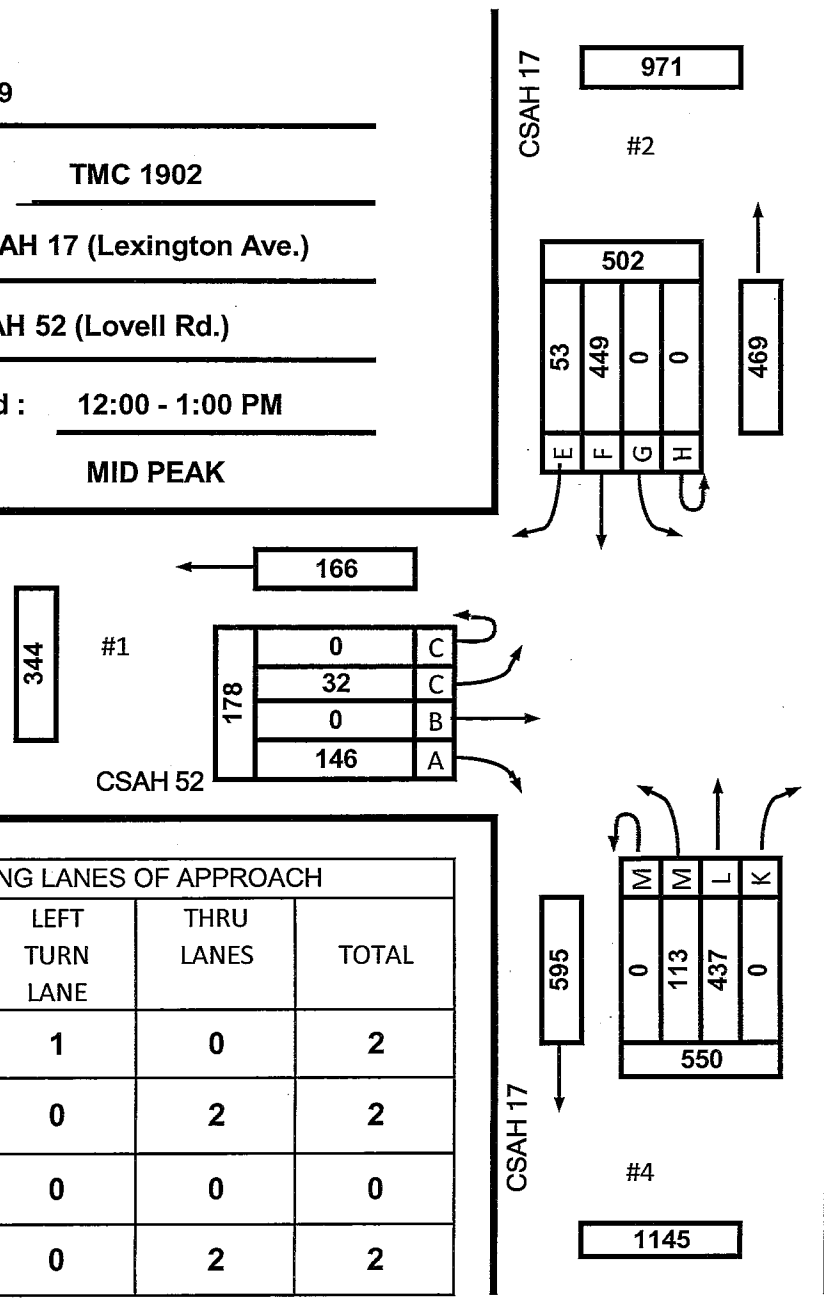 9
TMC 1902
AH 17 (Lexington Ave.)
AH 52 (Lovell Rd.)
d : 12:00 - 1:00 PM
MID PEAK
CSAH 17
971
#2
502
53 449 0 0
E F G H
469
166
344
#1
178
0 C
32 C
0 B
146 A
CSAH 52
NG LANES OF APPROACH
LEFT TURN LANE
THRU LANES
TOTAL
1 0 2
0 2 2
0 0 0
0 2 2
595
M M L K
0 113 437 0
550
CSAH 17
#4
1145